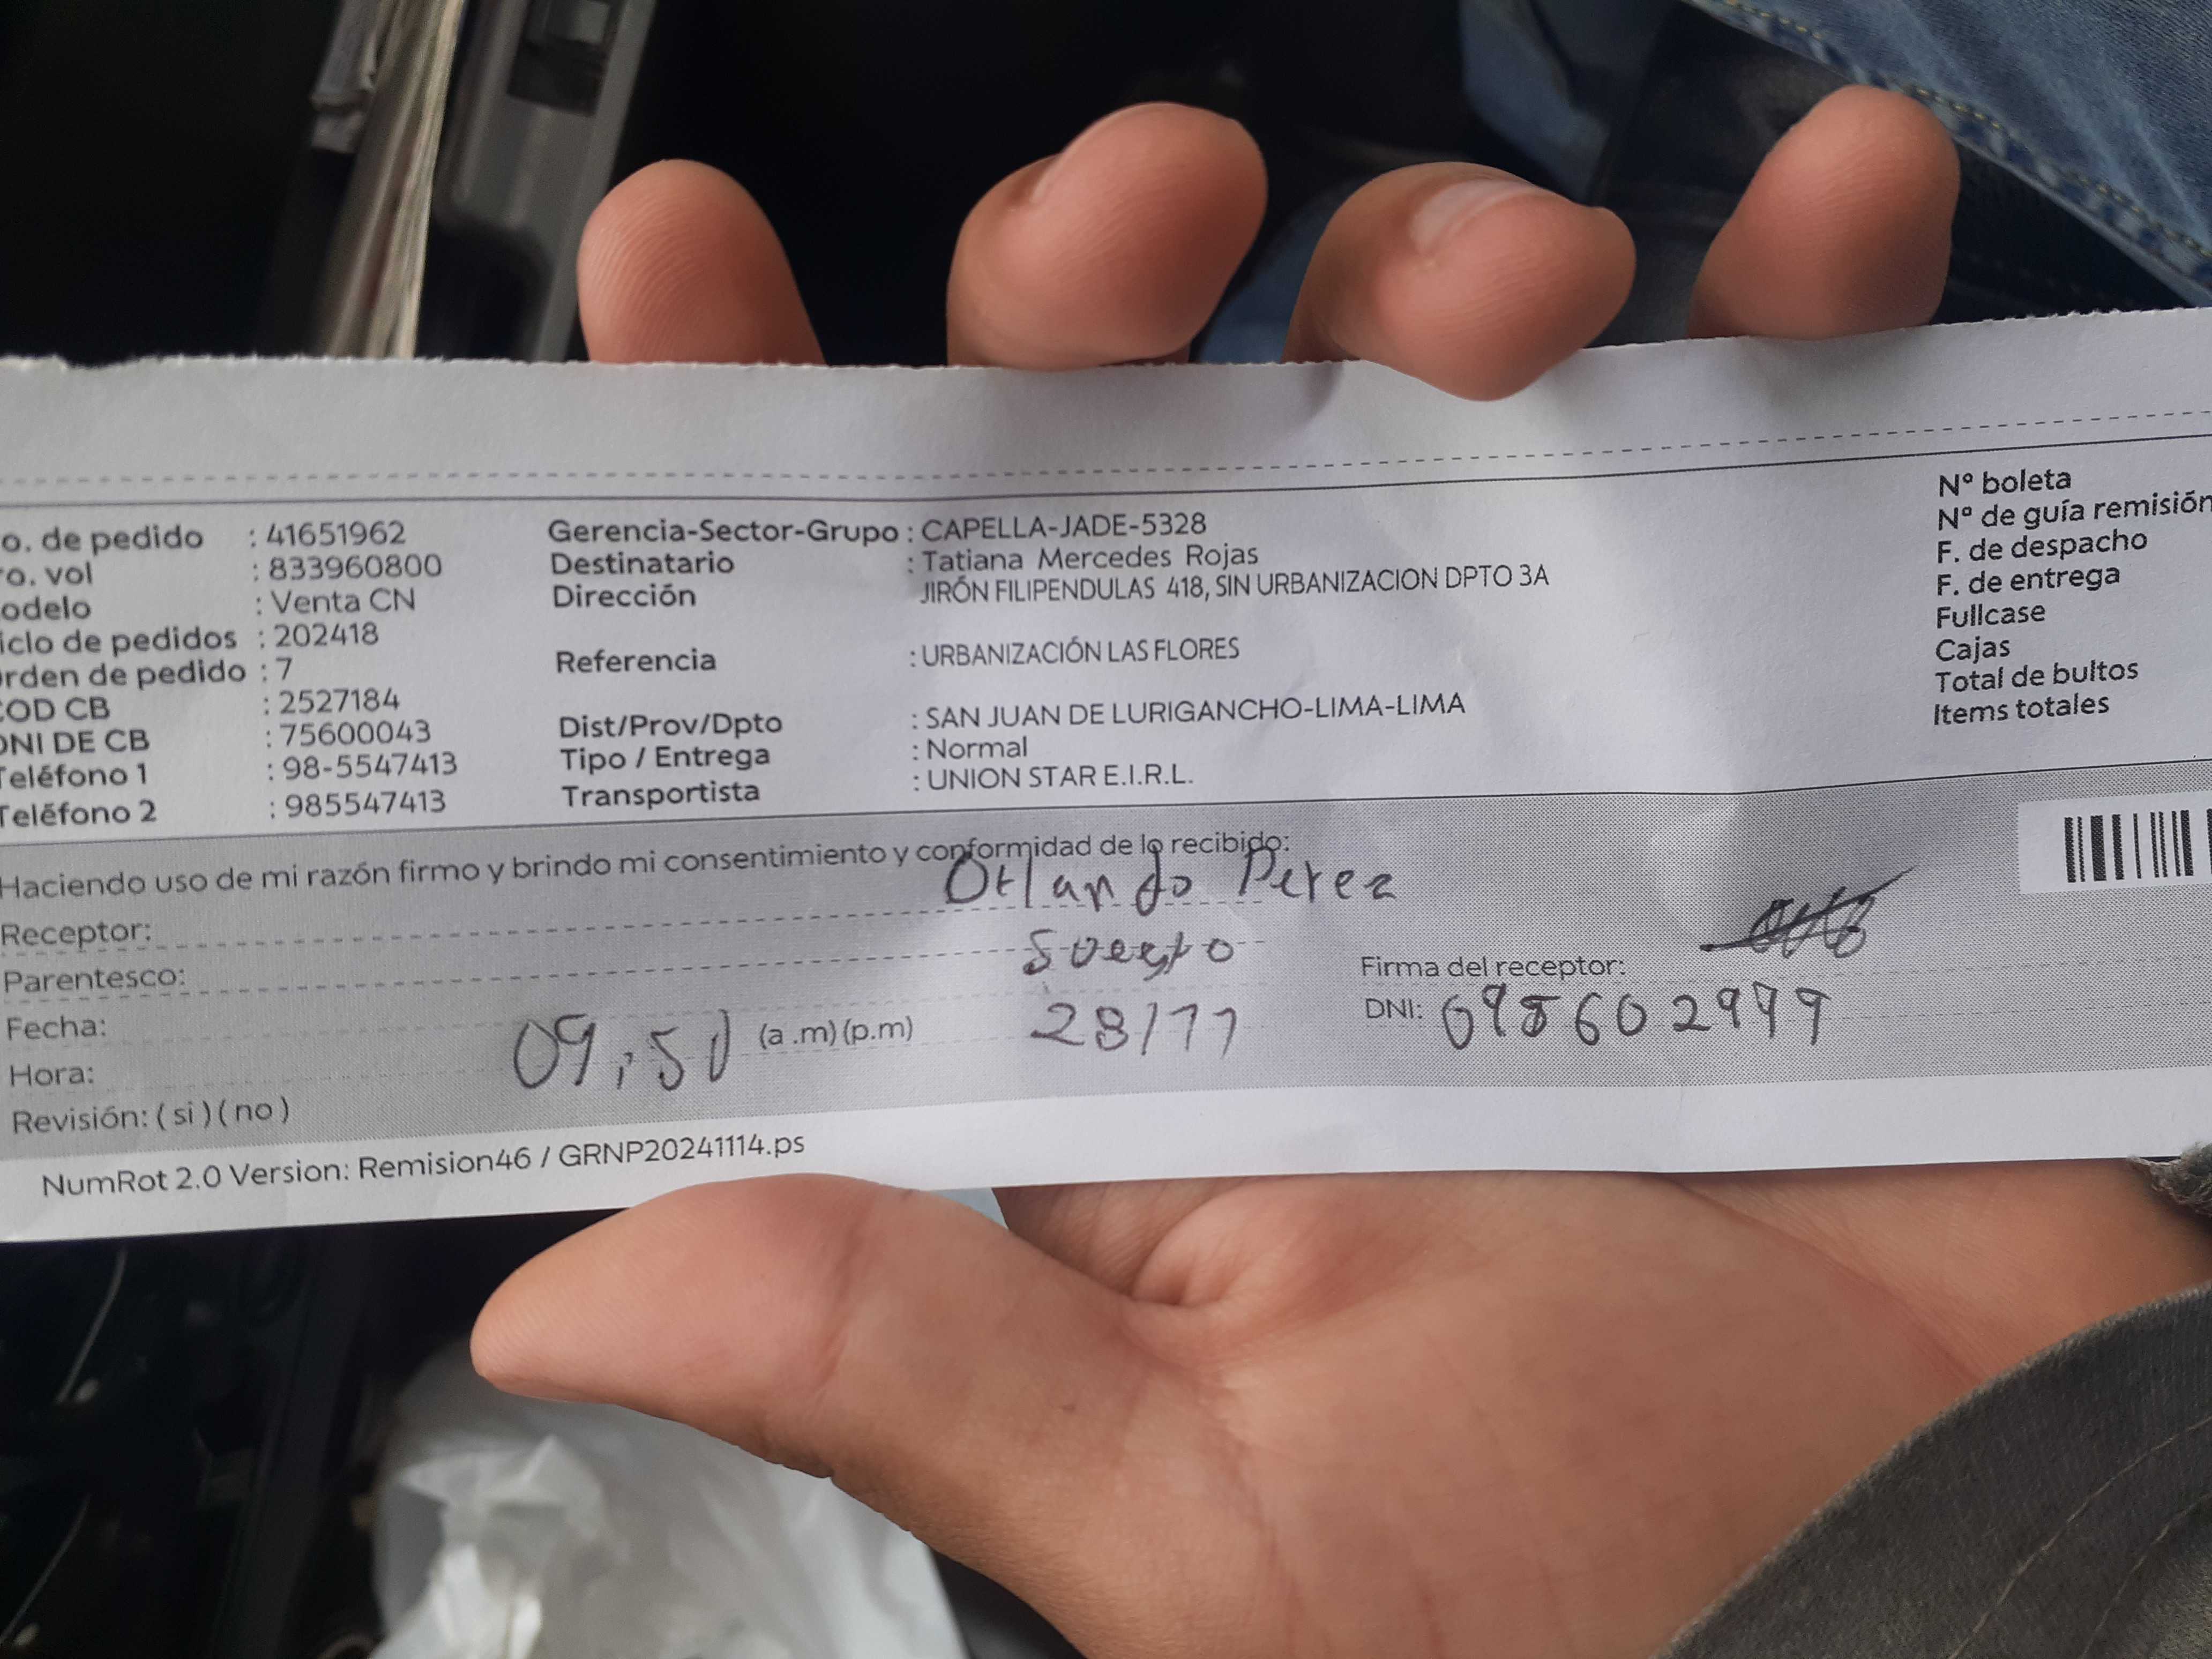 o. de pedido : 41651962
ro. vol : 833960800
odelo : Venta CN
iclo de pedidos : 202418
rden de pedido : 7
COD CB : 2527184
DNI DE CB : 75600043
Teléfono 1 : 98-5547413
Teléfono 2 : 985547413
Gerencia-Sector-Grupo : CAPELLA-JADE-5328
Destinatario : Tatiana Mercedes Rojas
Dirección JIRÓN FILIPENDULAS 418, SIN URBANIZACION DPTO 3A
Referencia : URBANIZACIÓN LAS FLORES
Dist/Prov/Dpto : SAN JUAN DE LURIGANCHO-LIMA-LIMA
Tipo / Entrega : Normal
Transportista : UNION STAR E.I.R.L.
Nº boleta
Nº de guía remisión
F. de despacho
F. de entrega
Fullcase
Cajas
Total de bultos
Items totales
Haciendo uso de mi razón firmo y brindo mi consentimiento y conformidad de lo recibido:
Receptor: Orlando Perez
Parentesco:
Firma del receptor:
Fecha: 28/11
DNI:
Hora: 09:50 (a .m) (p.m)
Revisión: ( si ) ( no )
NumRot 2.0 Version: Remision46 / GRNP20241114.ps